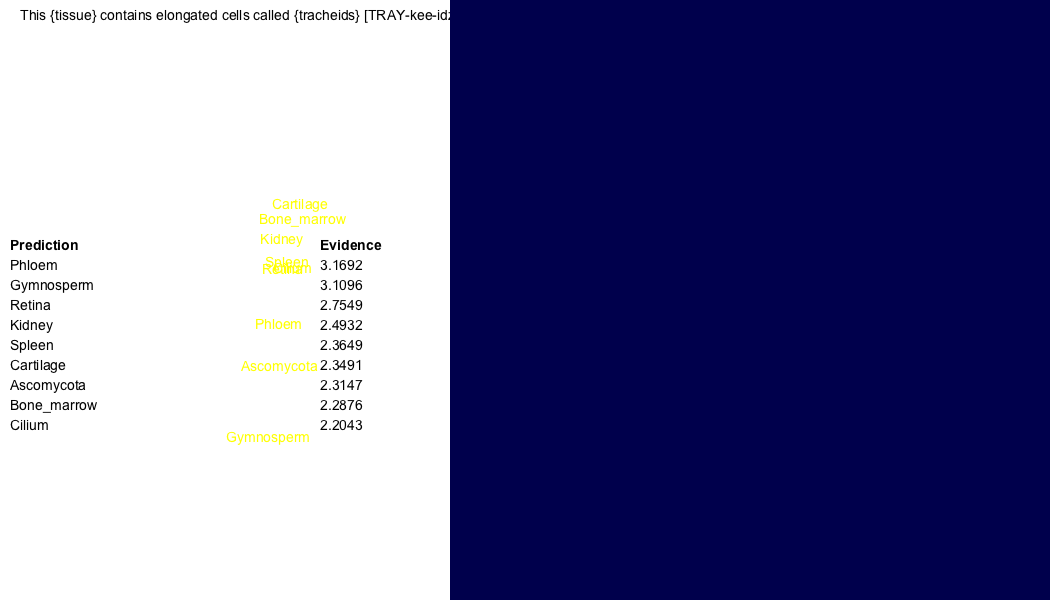 This {tissue} contains elongated cells called {tracheids} [TRAY-kee-id
Cartilage
Bone_marrow
Kidney
Prediction Evidence
Spleen
Phloem 3.1692
Gymnosperm 3.1096
Retina 2.7549
Kidney 2.4932
Phloem
Spleen 2.3649
Cartilage 2.3491
Ascomycota
Ascomycota 2.3147
Bone_marrow 2.2876
Cilium 2.2043
Gymnosperm